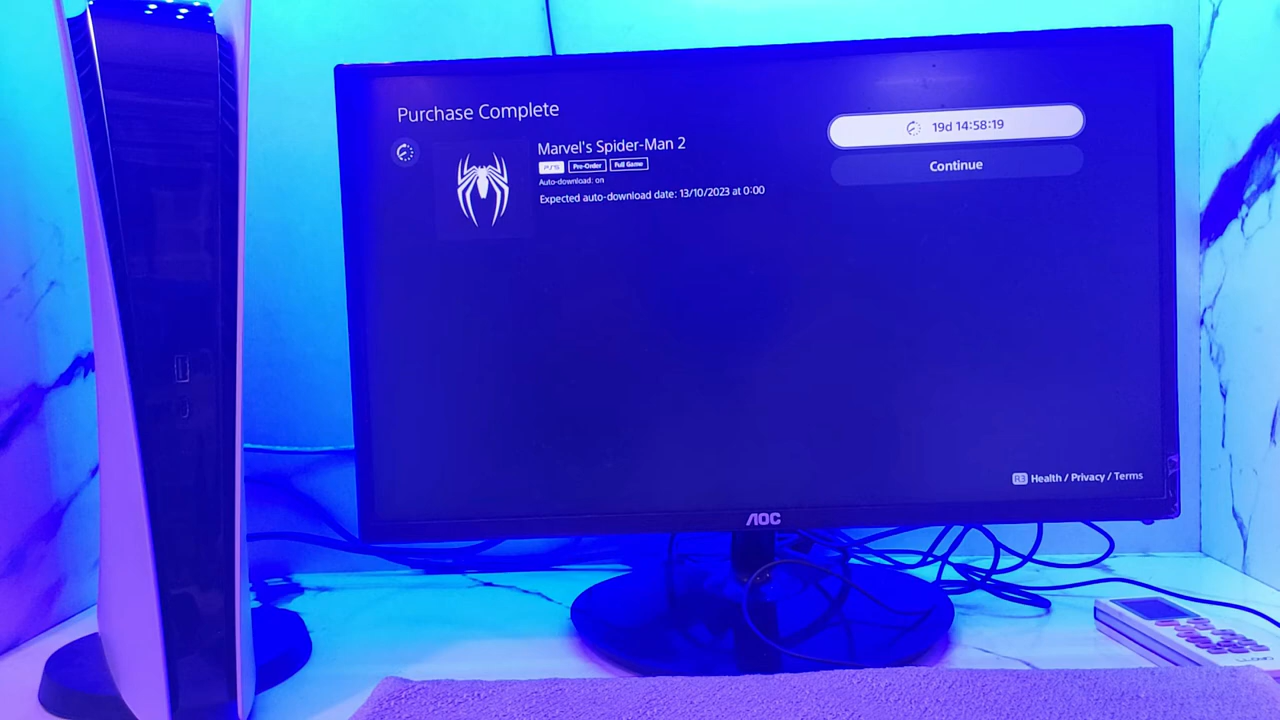 Purchase Complete
19d 14:58:19
Marvel's Spider-Man 2
PS5 Pre-Order Full Game
Continue
Auto-download: on
Expected auto-download date: 13/10/2023 at 0:00
R3 Health / Privacy / Terms
AOC